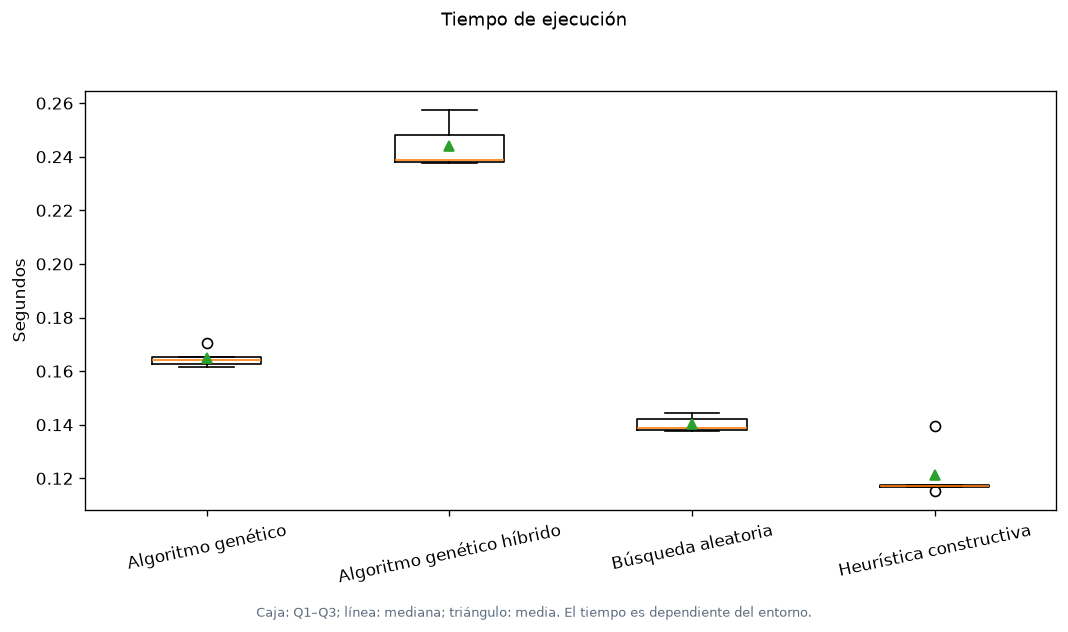 Tiempo de ejecución
Segundos
0.26
0.24
0.22
0.20
0.18
0.16
0.14
0.12
Algoritmo genético
Algoritmo genético híbrido
Búsqueda aleatoria
Heurística constructiva
Caja: Q1–Q3; línea: mediana; triángulo: media. El tiempo es dependiente del entorno.